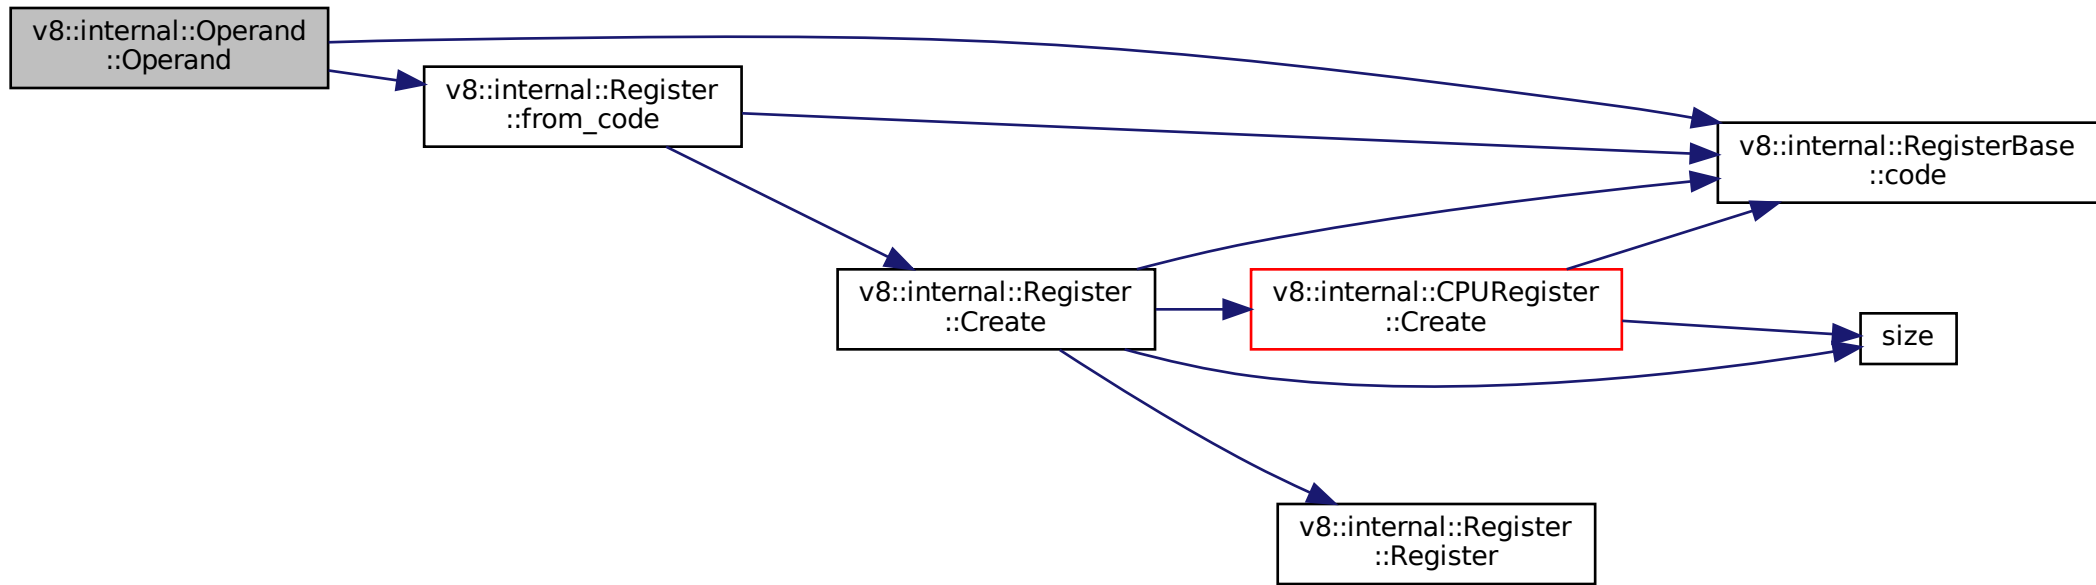 v8::internal::Operand
::Operand
v8::internal::Register
::from_code
v8::internal::RegisterBase
::code
v8::internal::Register
::Create
v8::internal::CPURegister
::Create
size
v8::internal::Register
::Register